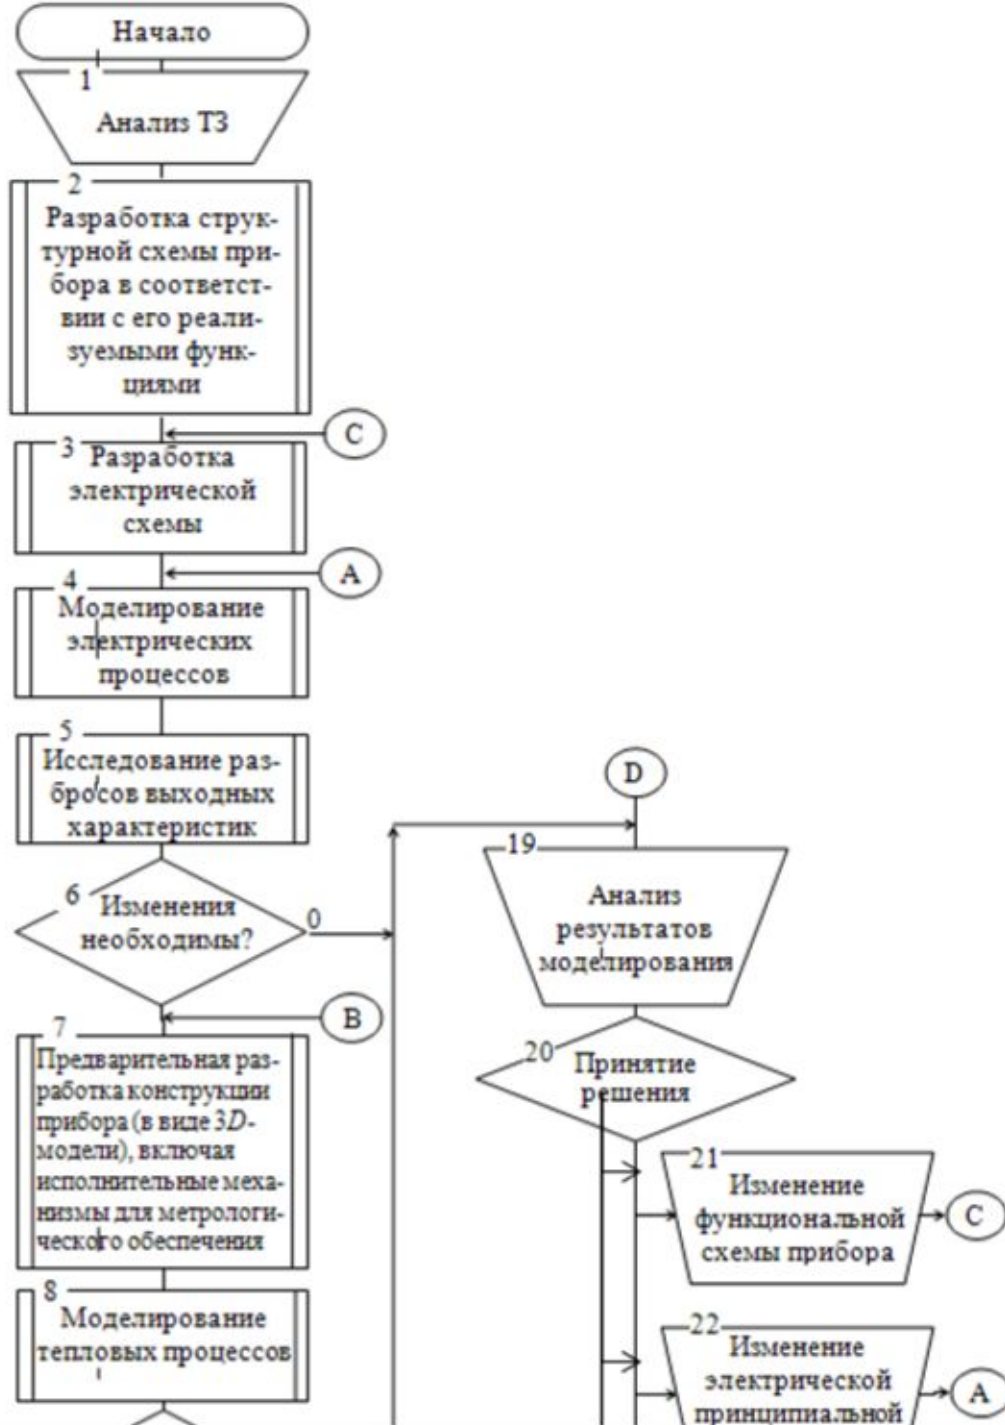 Начало
1
Анализ ТЗ
2
Разработка струк-
турной схемы при-
бора в соответст-
вии с его реали-
зуемыми функ-
циями
C
3
Разработка
электрической
схемы
A
4
Моделирование
электрических
процессов
5
Исследование раз-
бросов выходных
характеристик
6
Изменения
необходимы?
0
B
7
Предварительная раз-
работка конструкции
прибора (в виде 3D-
модели), включая
исполнительные меха-
низмы для метрологи-
ческого обеспечения
8
Моделирование
тепловых процессов
D
19
Анализ
результатов
моделирования
20
Принятие
решения
21
Изменение
функциональной
схемы прибора
C
22
Изменение
электрической
принципиальной
A